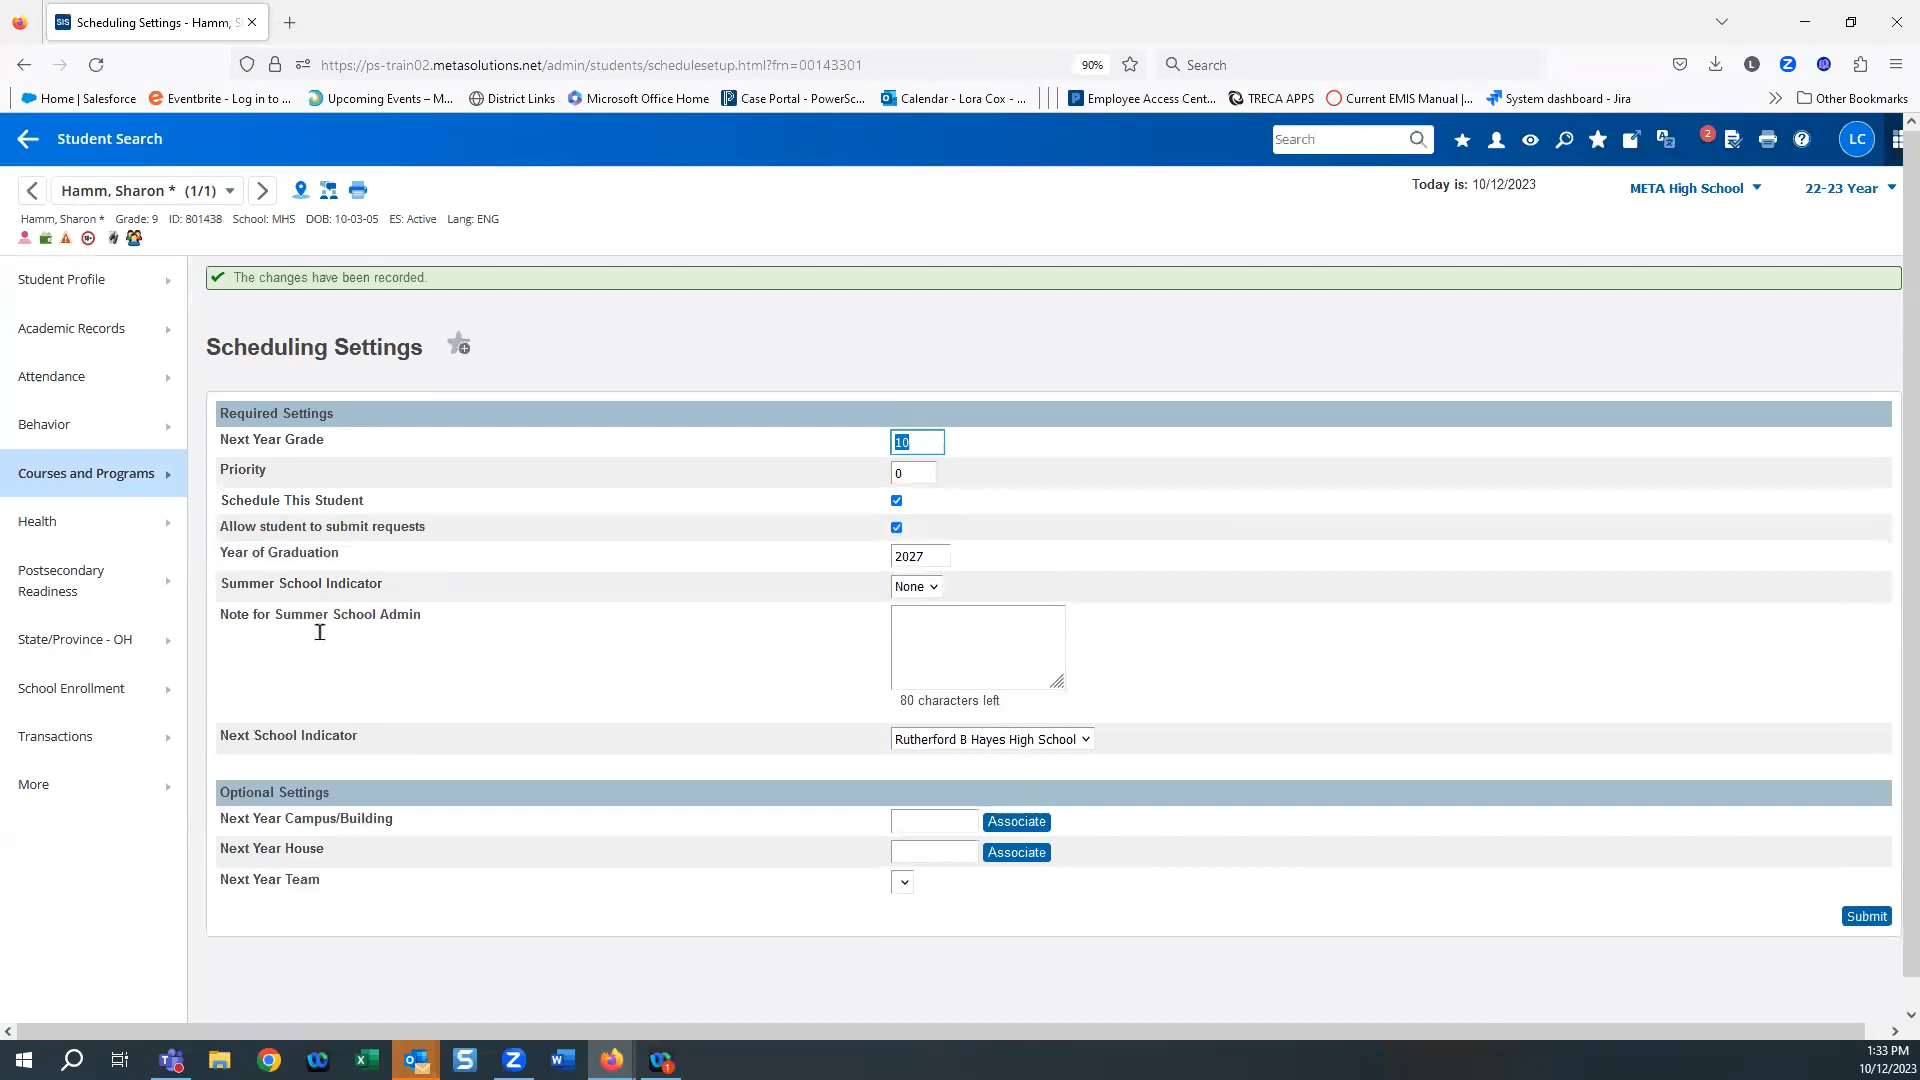 SIS Scheduling Settings - Hamm, S
https://ps-train02.metasolutions.net/admin/students/schedulesetup.html?frn=00143301
90%
Search
Home | Salesforce
Eventbrite - Log in to ...
Upcoming Events – M...
District Links
Microsoft Office Home
Case Portal - PowerSc...
Calendar - Lora Cox - ...
Employee Access Cent...
TRECA APPS
Current EMIS Manual |...
System dashboard - Jira
Other Bookmarks
Student Search
Search
2
LC
Hamm, Sharon * (1/1)
Today is: 10/12/2023
META High School
22-23 Year
Hamm, Sharon * Grade: 9 ID: 801438 School: MHS DOB: 10-03-05 ES: Active Lang: ENG
Student Profile
Academic Records
Attendance
Behavior
Courses and Programs
Health
Postsecondary
Readiness
State/Province - OH
School Enrollment
Transactions
More
The changes have been recorded.
Scheduling Settings
Required Settings
Next Year Grade 10
Priority 0
Schedule This Student
Allow student to submit requests
Year of Graduation 2027
Summer School Indicator None
Note for Summer School Admin
80 characters left
Next School Indicator Rutherford B Hayes High School
Optional Settings
Next Year Campus/Building Associate
Next Year House Associate
Next Year Team
Submit
1:33 PM
10/12/2023